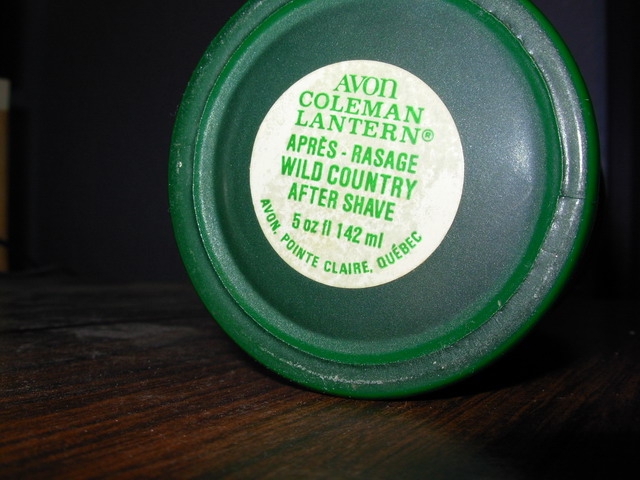 AVON
COLEMAN
LANTERN®
APRÈS - RASAGE
WILD COUNTRY
AFTER SHAVE
5 oz fl 142 ml
AVON, POINTE CLAIRE, QUÉBEC